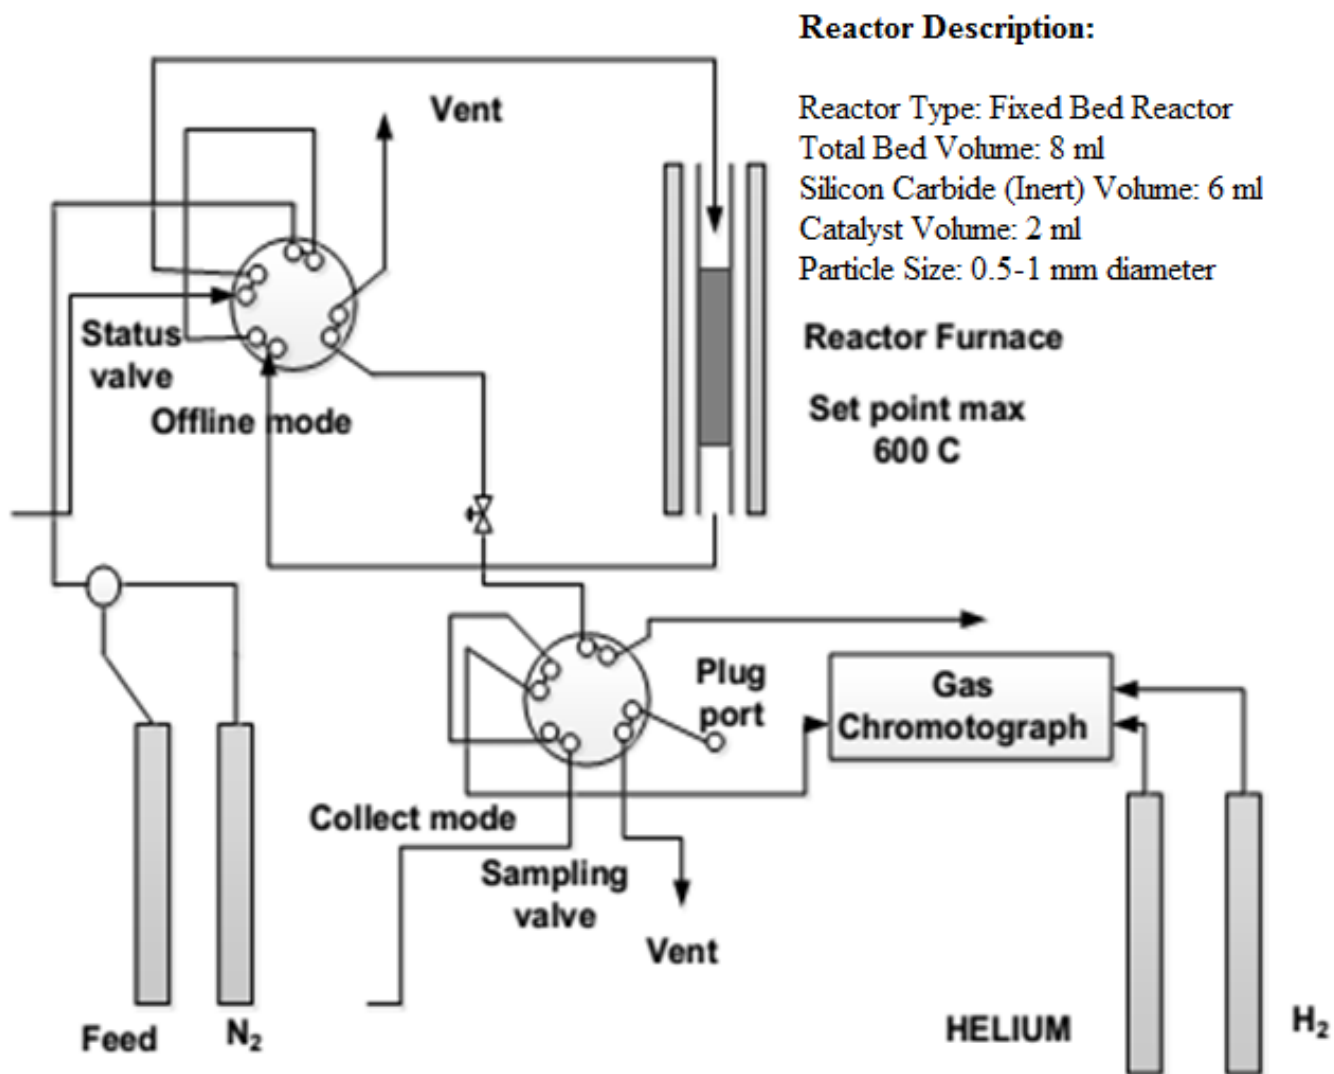 Reactor Description:
Reactor Type: Fixed Bed Reactor
Total Bed Volume: 8 ml
Silicon Carbide (Inert) Volume: 6 ml
Catalyst Volume: 2 ml
Particle Size: 0.5-1 mm diameter
Vent
Status
valve
Offline mode
Reactor Furnace
Set point max
600 C
Plug
port
Gas
Chromotograph
Collect mode
Sampling
valve
Vent
Feed
N₂
HELIUM
H₂